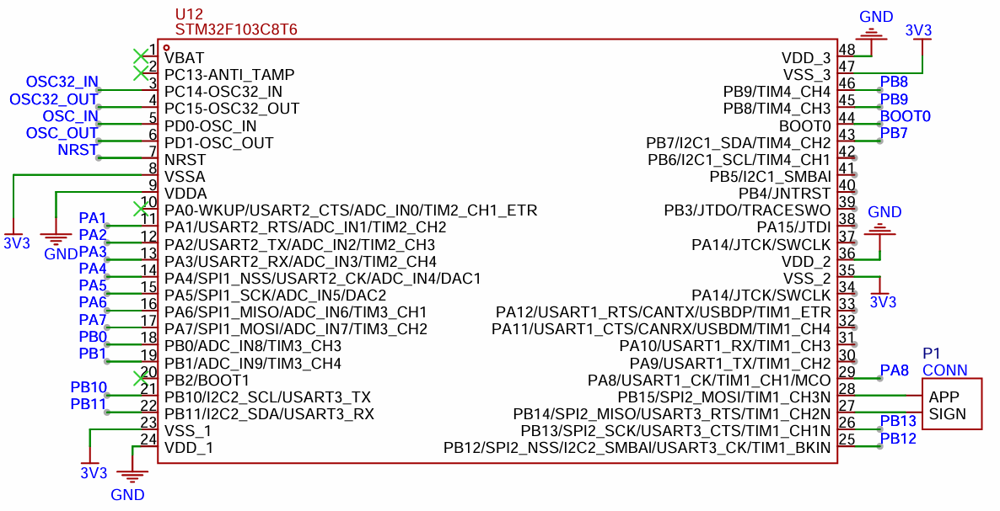 U12
STM32F103C8T6
GND
3V3
1
VBAT
2
PC13-ANTI_TAMP
OSC32_IN
3
PC14-OSC32_IN
OSC32_OUT
4
PC15-OSC32_OUT
OSC_IN
5
PD0-OSC_IN
OSC_OUT
6
PD1-OSC_OUT
NRST
7
NRST
8
VSSA
9
VDDA
10
PA0-WKUP/USART2_CTS/ADC_IN0/TIM2_CH1_ETR
PA1
11
PA1/USART2_RTS/ADC_IN1/TIM2_CH2
3V3
GND
PA2
12
PA2/USART2_TX/ADC_IN2/TIM2_CH3
PA3
13
PA3/USART2_RX/ADC_IN3/TIM2_CH4
PA4
14
PA4/SPI1_NSS/USART2_CK/ADC_IN4/DAC1
PA5
15
PA5/SPI1_SCK/ADC_IN5/DAC2
PA6
16
PA6/SPI1_MISO/ADC_IN6/TIM3_CH1
PA7
17
PA7/SPI1_MOSI/ADC_IN7/TIM3_CH2
PB0
18
PB0/ADC_IN8/TIM3_CH3
PB1
19
PB1/ADC_IN9/TIM3_CH4
20
PB2/BOOT1
PB10
21
PB10/I2C2_SCL/USART3_TX
PB11
22
PB11/I2C2_SDA/USART3_RX
23
VSS_1
24
VDD_1
3V3
GND
48
VDD_3
47
VSS_3
46
PB9/TIM4_CH4
PB8
45
PB8/TIM4_CH3
PB9
44
BOOT0
BOOT0
43
PB7/I2C1_SDA/TIM4_CH2
PB7
42
PB6/I2C1_SCL/TIM4_CH1
41
PB5/I2C1_SMBAI
40
PB4/JNTRST
39
PB3/JTDO/TRACESWO
38
PA15/JTDI
GND
37
PA14/JTCK/SWCLK
36
VDD_2
35
VSS_2
3V3
34
PA14/JTCK/SWCLK
33
PA12/USART1_RTS/CANTX/USBDP/TIM1_ETR
32
PA11/USART1_CTS/CANRX/USBDM/TIM1_CH4
31
PA10/USART1_RX/TIM1_CH3
30
PA9/USART1_TX/TIM1_CH2
29
PA8/USART1_CK/TIM1_CH1/MCO
PA8
28
PB15/SPI2_MOSI/TIM1_CH3N
27
PB14/SPI2_MISO/USART3_RTS/TIM1_CH2N
26
PB13/SPI2_SCK/USART3_CTS/TIM1_CH1N
PB13
25
PB12/SPI2_NSS/I2C2_SMBAI/USART3_CK/TIM1_BKIN
PB12
P1
CONN
APP
SIGN